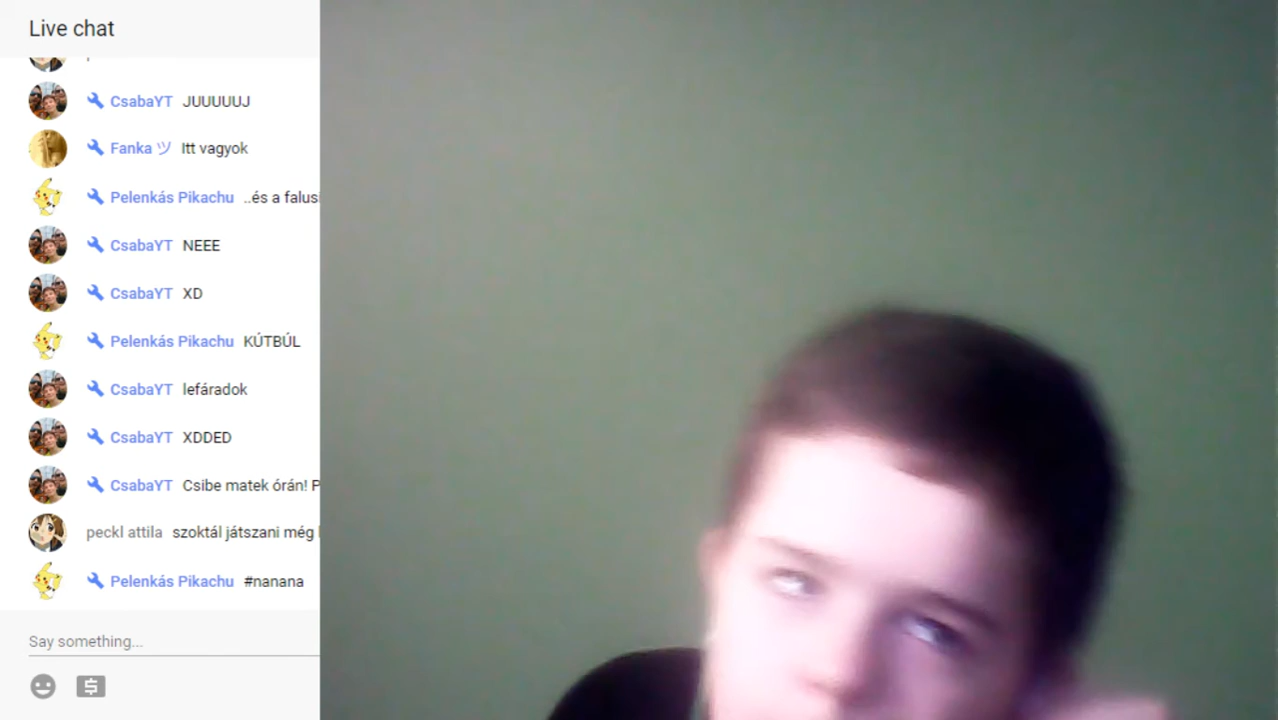 Live chat
CsabaYT JUUUUUJ
Fanka ツ Itt vagyok
Pelenkás Pikachu ..és a falusi
CsabaYT NEEE
CsabaYT XD
Pelenkás Pikachu KÚTBÚL
CsabaYT lefáradok
CsabaYT XDDED
CsabaYT Csibe matek órán! P
peckl attila szoktál játszani még
Pelenkás Pikachu #nanana
Say something...